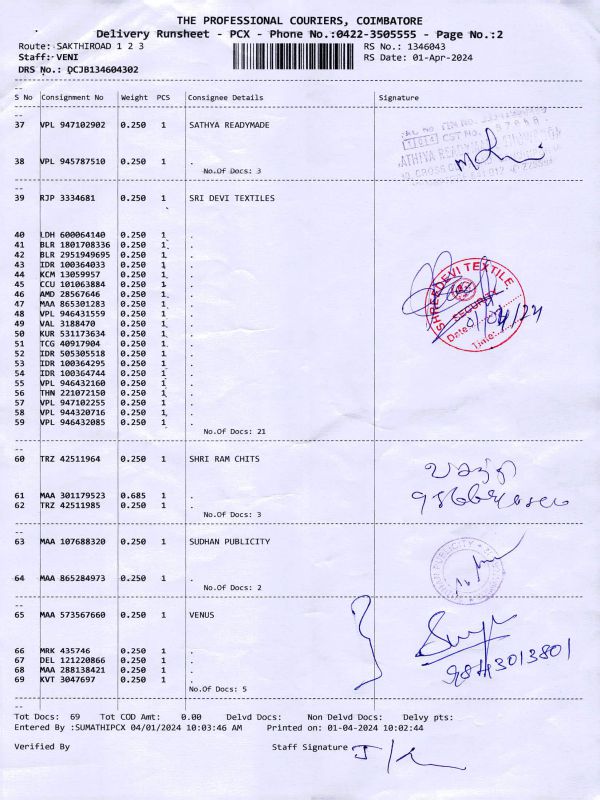 THE PROFESSIONAL COURIERS, COIMBATORE
Delivery Runsheet - PCX - Phone No.:0422-3505555 - Page No.:2
Route: SAKTHIROAD 1 2 3 RS No.: 1346043
Staff: VENI RS Date: 01-Apr-2024
DRS No.: DCJB134604302
S No Consignment No Weight PCS Consignee Details Signature
37 VPL 947102902 0.250 1 SATHYA READYMADE
38 VPL 945787510 0.250 1 .
No.Of Docs: 3
39 RJP 3334681 0.250 1 SRI DEVI TEXTILES
40 LDH 600064140 0.250 1 .
41 BLR 1801708336 0.250 1 .
42 BLR 2951949695 0.250 1 .
43 IDR 100364033 0.250 1 .
44 KCM 13059957 0.250 1 .
45 CCU 101063884 0.250 1 .
46 AMD 28567646 0.250 1 .
47 MAA 865301283 0.250 1 .
48 VPL 946431559 0.250 1 .
49 VAL 3188470 0.250 1 .
50 KUR 531173634 0.250 1 .
51 TCG 40917904 0.250 1 .
52 IDR 505305518 0.250 1 .
53 IDR 100364295 0.250 1 .
54 IDR 100364744 0.250 1 .
55 VPL 946432160 0.250 1 .
56 THN 221072150 0.250 1 .
57 VPL 947102255 0.250 1 .
58 VPL 944320716 0.250 1 .
59 VPL 946432085 0.250 1 .
No.Of Docs: 21
SHREEDEVI TEXTILE
SECURITY
Date: 01/04/24
Time:
60 TRZ 42511964 0.250 1 SHRI RAM CHITS
61 MAA 301179523 0.685 1 .
62 TRZ 42511985 0.250 1 .
No.Of Docs: 3
63 MAA 107688320 0.250 1 SUDHAN PUBLICITY
64 MAA 865284973 0.250 1 .
No.Of Docs: 2
65 MAA 573567660 0.250 1 VENUS
66 MRK 435746 0.250 1 .
67 DEL 121220866 0.250 1 .
68 MAA 288138421 0.250 1 .
69 KVT 3047697 0.250 1 .
No.Of Docs: 5
9843013801
Tot Docs: 69 Tot COD Amt: 0.00 Delvd Docs: Non Delvd Docs: Delvy pts:
Entered By :SUMATHIPCX 04/01/2024 10:03:46 AM Printed on: 01-04-2024 10:02:44
Verified By Staff Signature